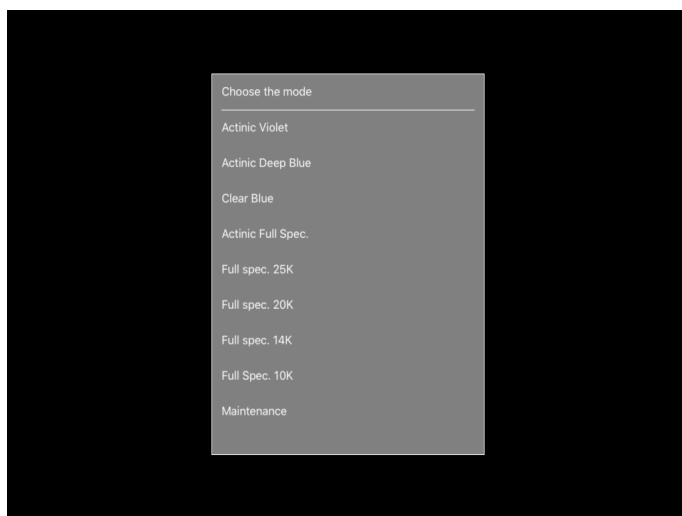 Choose the mode
Actinic Violet
Actinic Deep Blue
Clear Blue
Actinic Full Spec.
Full spec. 25K
Full spec. 20K
Full spec. 14K
Full Spec. 10K
Maintenance